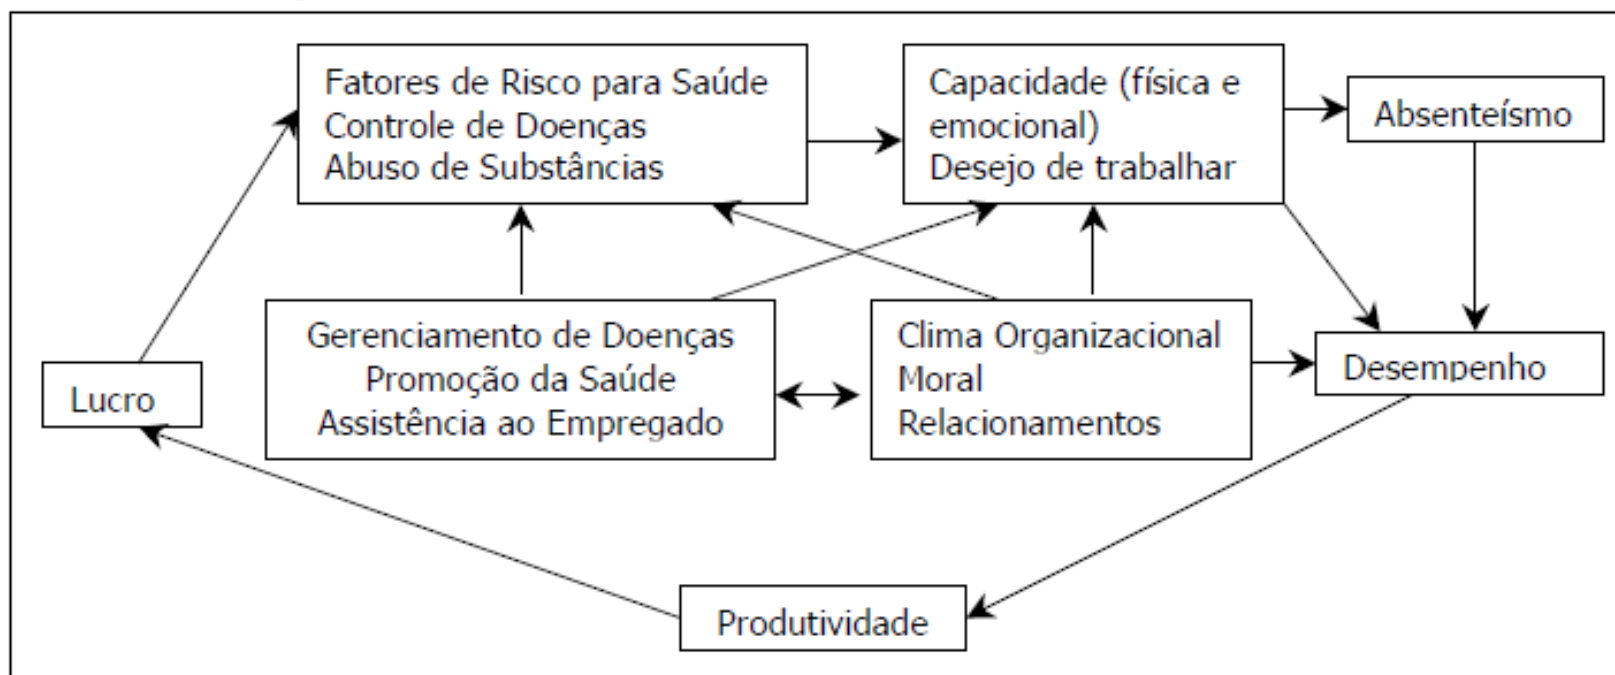 Fatores de Risco para Saúde
Controle de Doenças
Abuso de Substâncias
Capacidade (física e
emocional)
Desejo de trabalhar
Absenteísmo
Gerenciamento de Doenças
Promoção da Saúde
Assistência ao Empregado
Clima Organizacional
Moral
Relacionamentos
Desempenho
Lucro
Produtividade